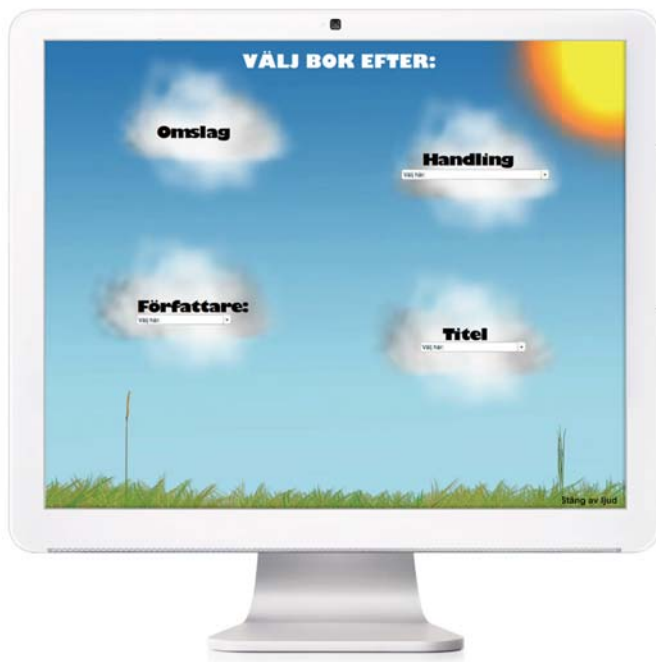 VÄLJ BOK EFTER:
Omslag
Handling
Välj här:
Författare:
Välj här:
Titel
Välj här:
Stäng av ljud